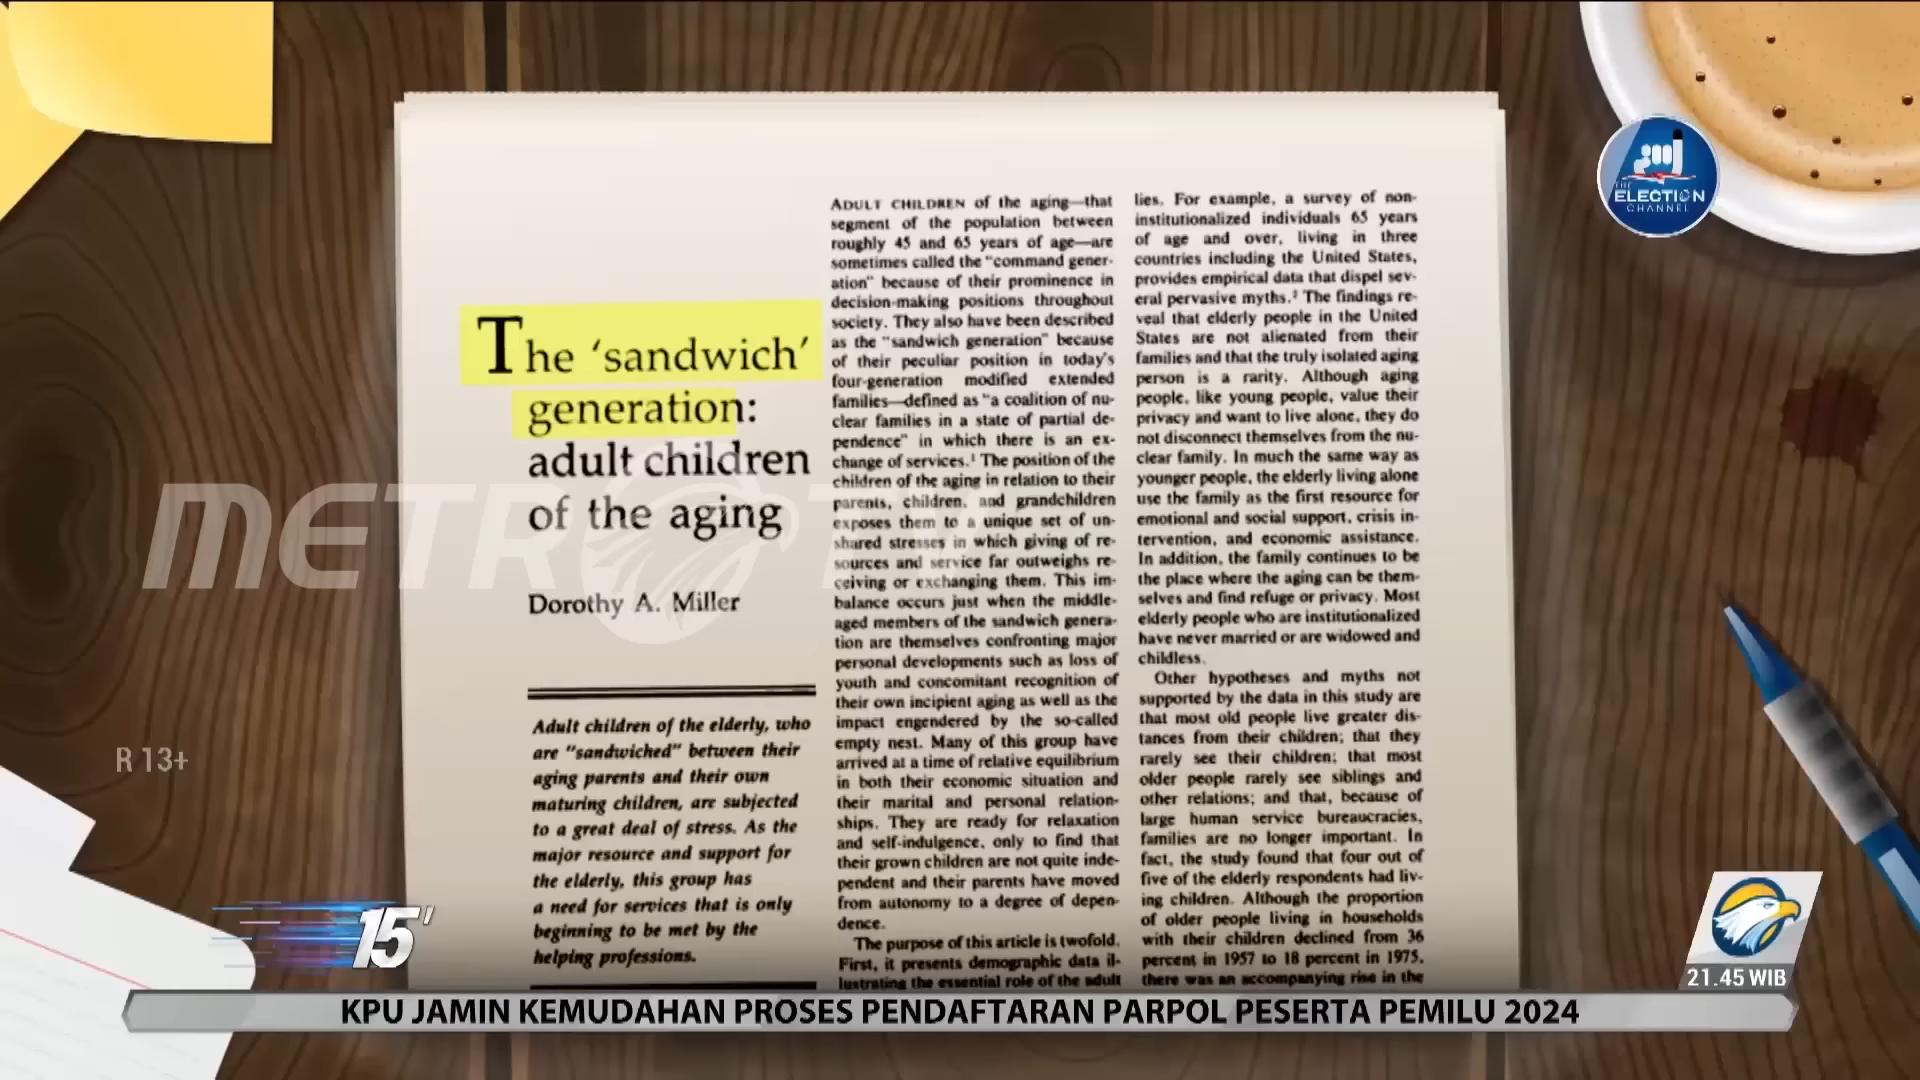 The 'sandwich'
generation:
adult children
of the aging
Dorothy A. Miller
Adult children of the elderly, who
are "sandwiched" between their
aging parents and their own
maturing children, are subjected
to a great deal of stress. As the
major resource and support for
the elderly, this group has
a need for services that is only
beginning to be met by the
helping professions.
ADULT CHILDREN of the aging—that
segment of the population between
roughly 45 and 65 years of age—are
sometimes called the "command gener-
ation" because of their prominence in
decision-making positions throughout
society. They also have been described
as the "sandwich generation" because
of their peculiar position in today's
four-generation modified extended
families—defined as "a coalition of nu-
clear families in a state of partial de-
pendence" in which there is an ex-
change of services.¹ The position of the
children of the aging in relation to their
parents, children, and grandchildren
exposes them to a unique set of un-
shared stresses in which giving of re-
sources and service far outweighs re-
ceiving or exchanging them. This im-
balance occurs just when the middle-
aged members of the sandwich genera-
tion are themselves confronting major
personal developments such as loss of
youth and concomitant recognition of
their own incipient aging as well as the
impact engendered by the so-called
empty nest. Many of this group have
arrived at a time of relative equilibrium
in both their economic situation and
their marital and personal relation-
ships. They are ready for relaxation
and self-indulgence, only to find that
their grown children are not quite inde-
pendent and their parents have moved
from autonomy to a degree of depen-
dence.
The purpose of this article is twofold.
First, it presents demographic data il-
lustrating the essential role of the adult
lies. For example, a survey of non-
institutionalized individuals 65 years
of age and over, living in three
countries including the United States,
provides empirical data that dispel sev-
eral pervasive myths.² The findings re-
veal that elderly people in the United
States are not alienated from their
families and that the truly isolated aging
person is a rarity. Although aging
people, like young people, value their
privacy and want to live alone, they do
not disconnect themselves from the nu-
clear family. In much the same way as
younger people, the elderly living alone
use the family as the first resource for
emotional and social support, crisis in-
tervention, and economic assistance.
In addition, the family continues to be
the place where the aging can be them-
selves and find refuge or privacy. Most
elderly people who are institutionalized
have never married or are widowed and
childless.
Other hypotheses and myths not
supported by the data in this study are
that most old people live greater dis-
tances from their children; that they
rarely see their children; that most
older people rarely see siblings and
other relations; and that, because of
large human service bureaucracies,
families are no longer important. In
fact, the study found that four out of
five of the elderly respondents had liv-
ing children. Although the proportion
of older people living in households
with their children declined from 36
percent in 1957 to 18 percent in 1975,
there was an accompanying rise in the
THE
ELECTION
CHANNEL
METRO T
R 13+
15'
21.45 WIB
KPU JAMIN KEMUDAHAN PROSES PENDAFTARAN PARPOL PESERTA PEMILU 2024